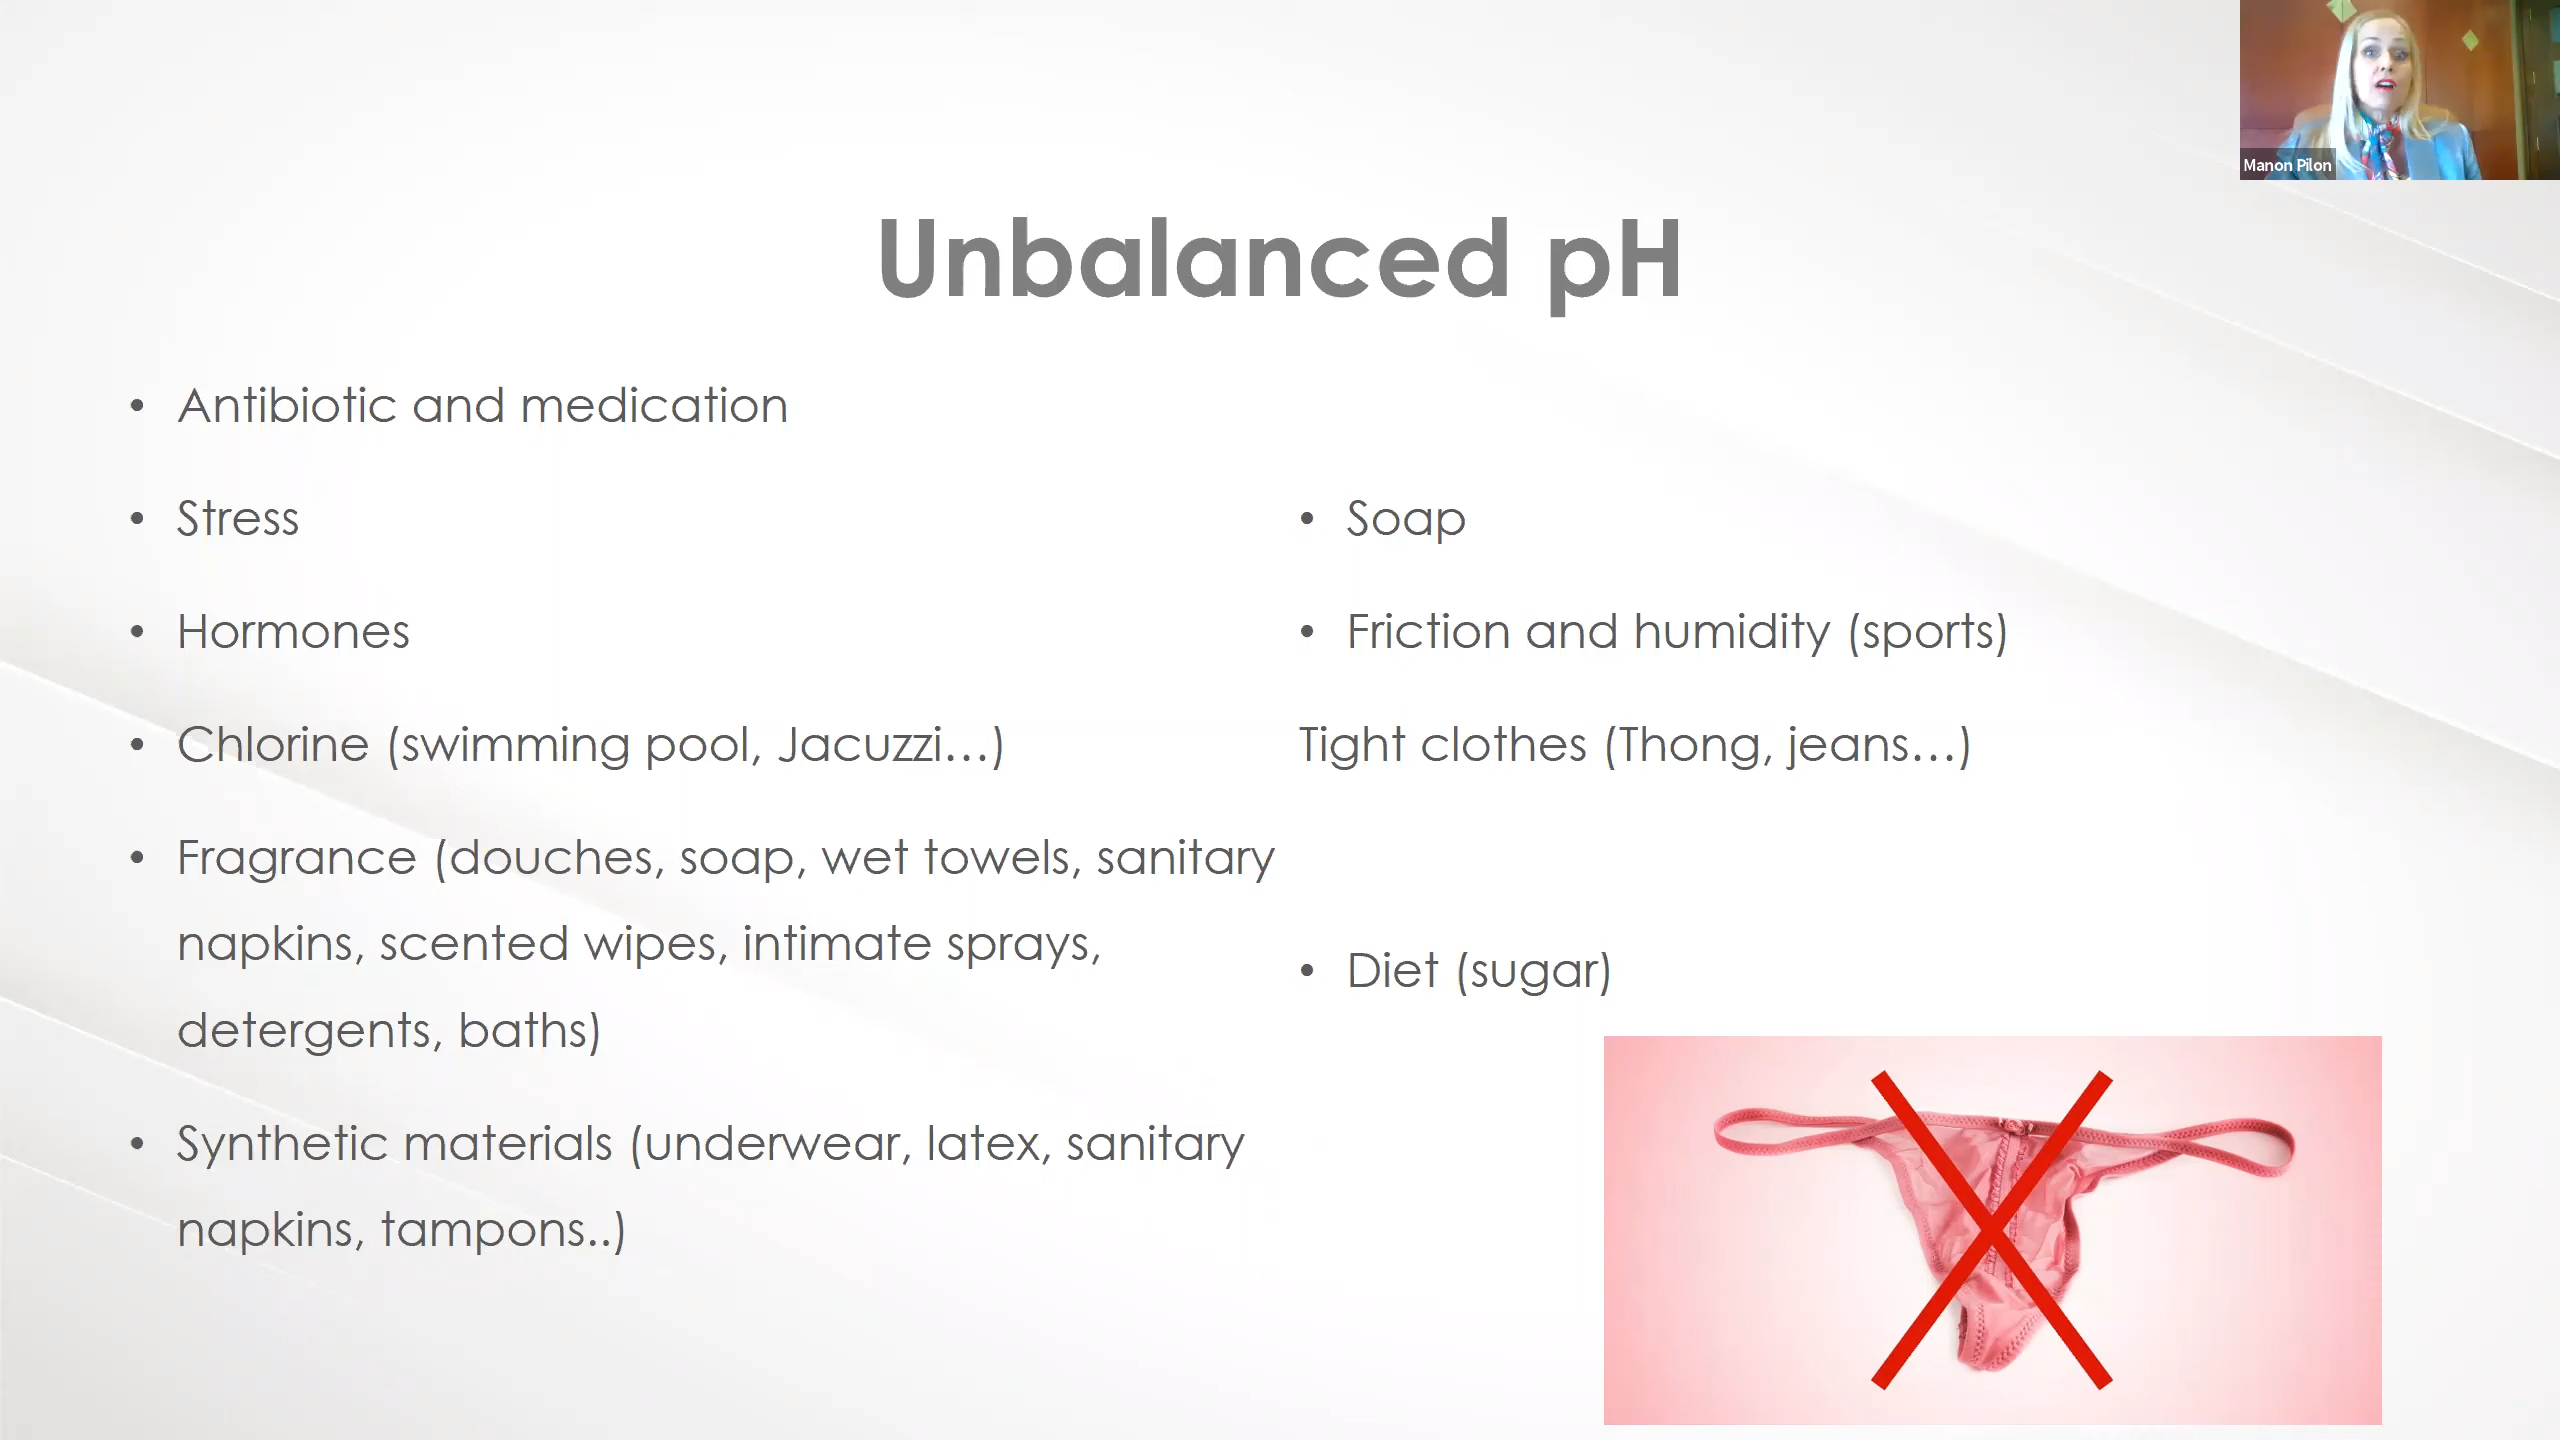 Manon Pilon
Unbalanced pH
• Antibiotic and medication
• Stress
• Hormones
• Chlorine (swimming pool, Jacuzzi...)
• Fragrance (douches, soap, wet towels, sanitary
napkins, scented wipes, intimate sprays,
detergents, baths)
• Synthetic materials (underwear, latex, sanitary
napkins, tampons..)
• Soap
• Friction and humidity (sports)
Tight clothes (Thong, jeans...)
• Diet (sugar)